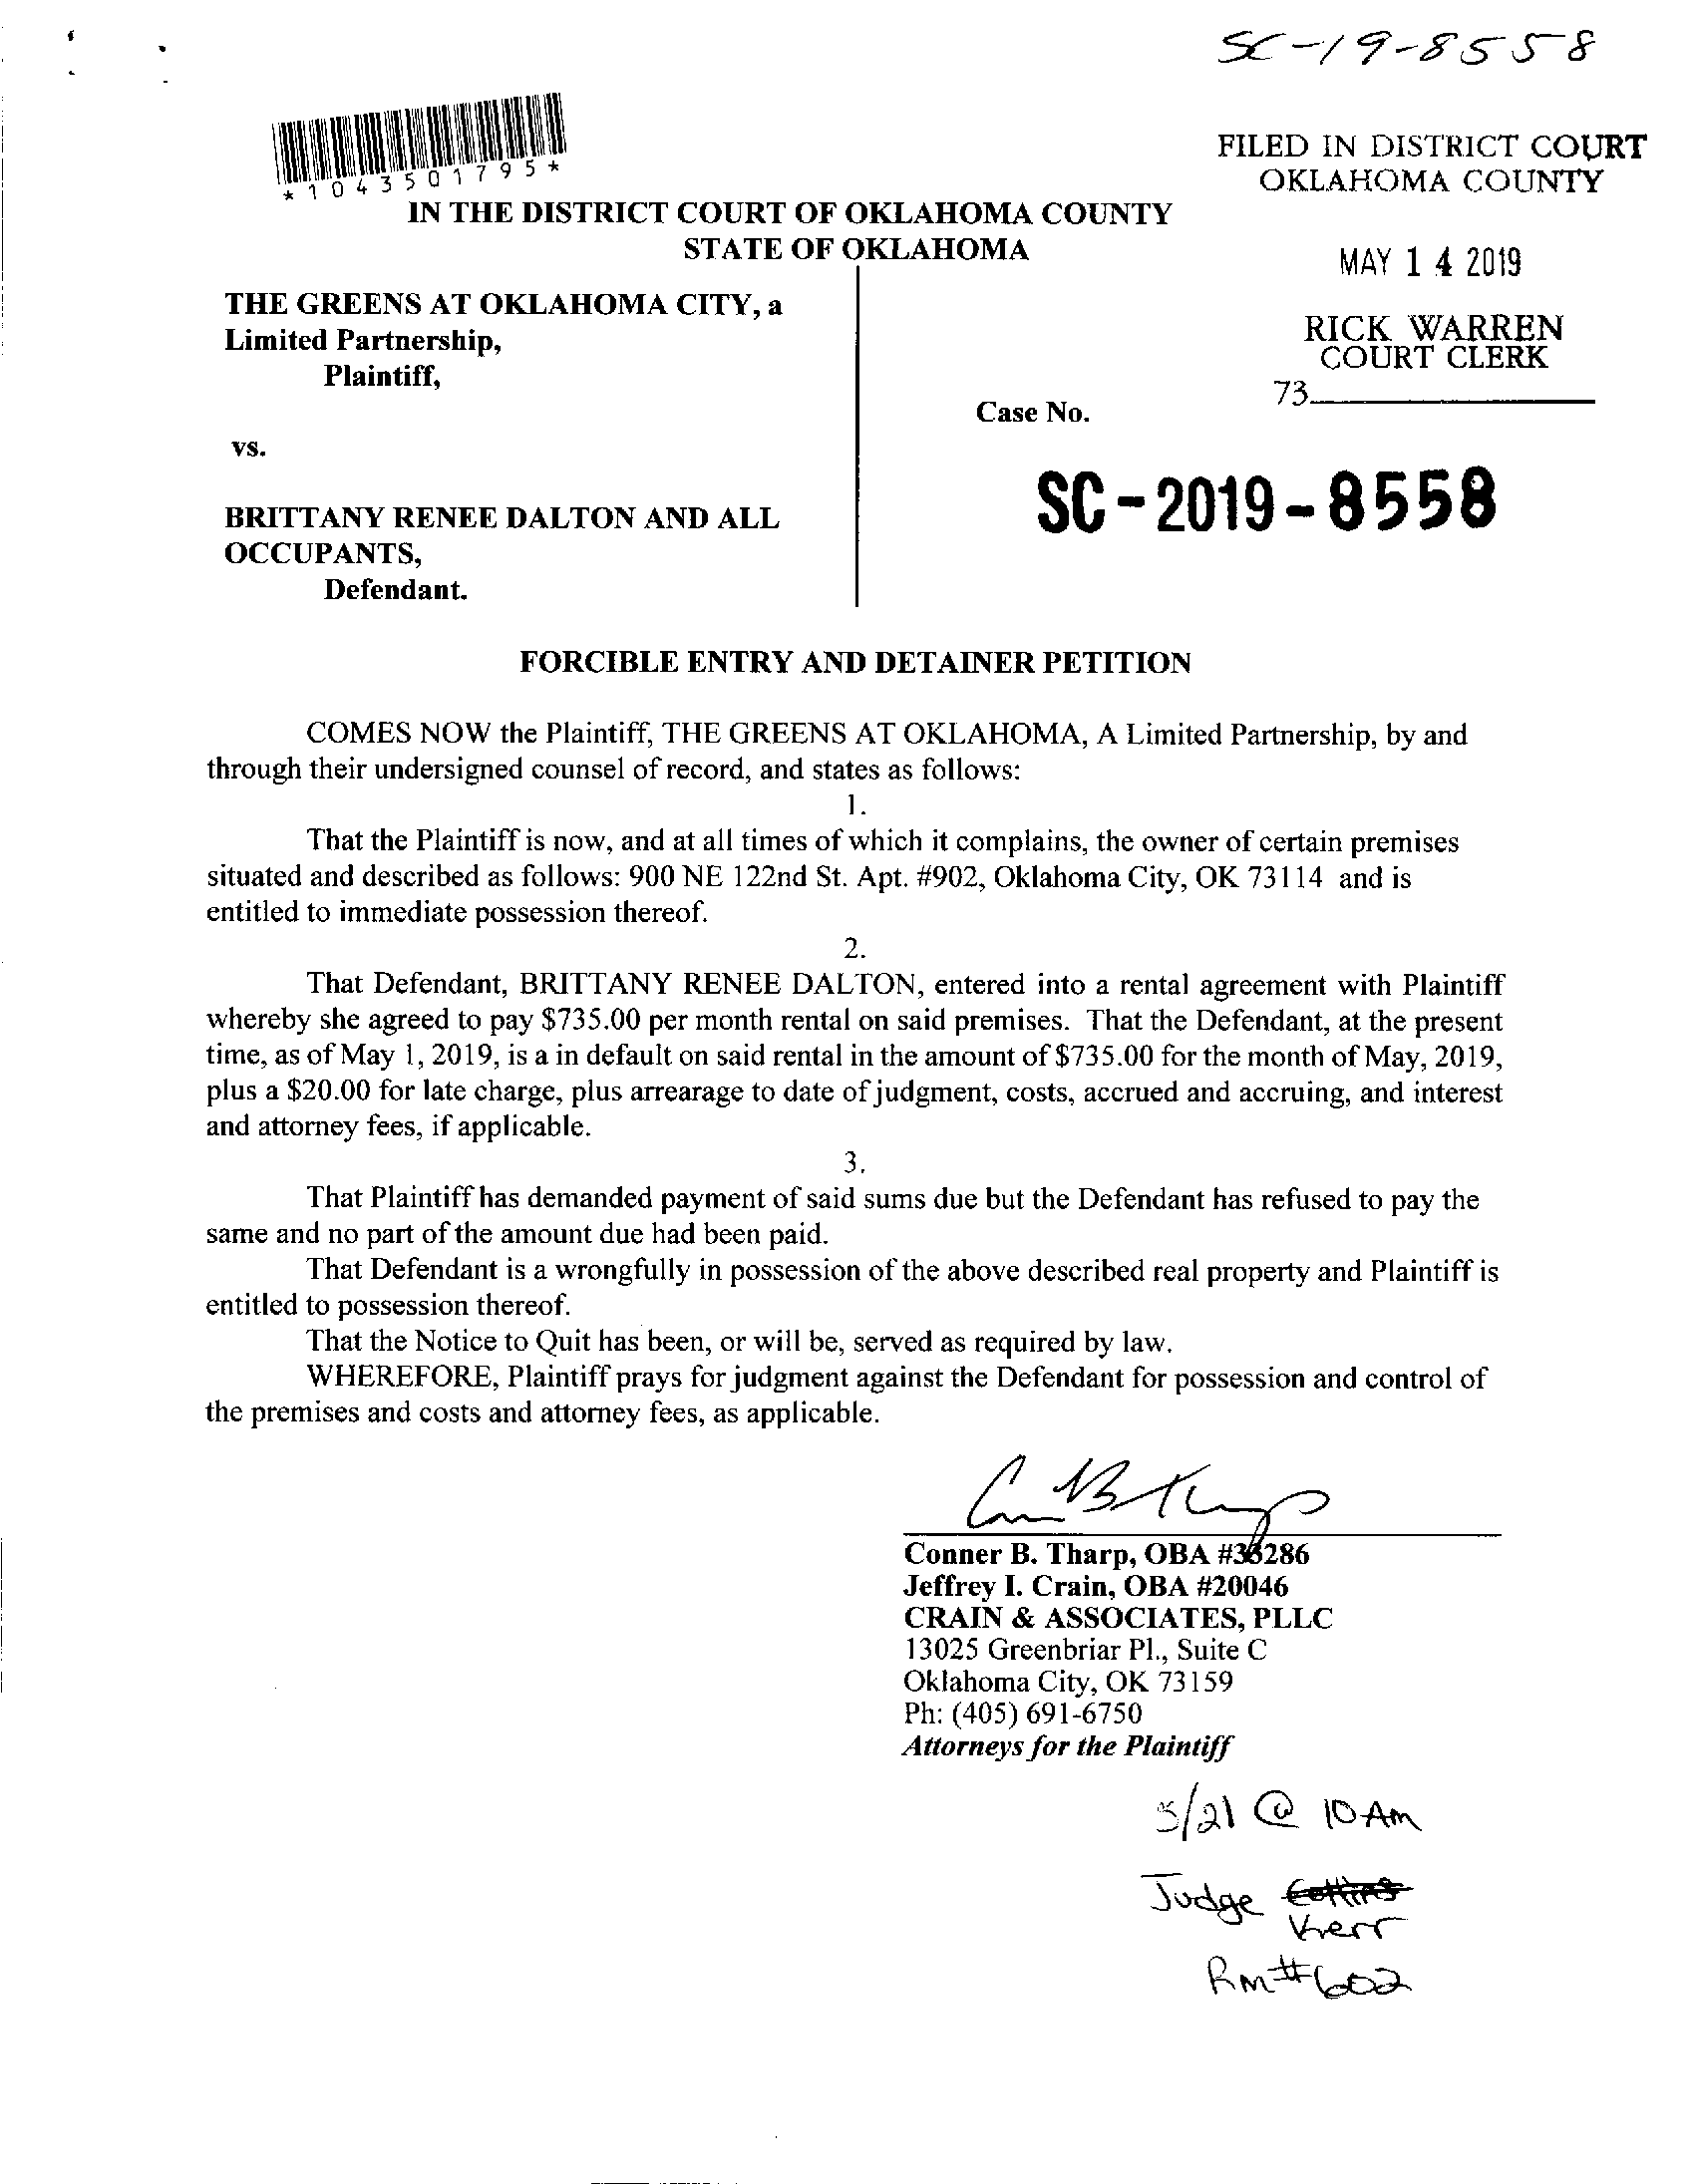 SC-19-8558
*1043501795*
FILED IN DISTRICT COURT
OKLAHOMA COUNTY
IN THE DISTRICT COURT OF OKLAHOMA COUNTY
STATE OF OKLAHOMA
MAY 14 2019
RICK WARREN
COURT CLERK
73
THE GREENS AT OKLAHOMA CITY, a
Limited Partnership,
Plaintiff,
Case No.
vs.
SC-2019-8558
BRITTANY RENEE DALTON AND ALL
OCCUPANTS,
Defendant.
FORCIBLE ENTRY AND DETAINER PETITION
COMES NOW the Plaintiff, THE GREENS AT OKLAHOMA, A Limited Partnership, by and
through their undersigned counsel of record, and states as follows:
1.
That the Plaintiff is now, and at all times of which it complains, the owner of certain premises
situated and described as follows: 900 NE 122nd St. Apt. #902, Oklahoma City, OK 73114 and is
entitled to immediate possession thereof.
2.
That Defendant, BRITTANY RENEE DALTON, entered into a rental agreement with Plaintiff
whereby she agreed to pay $735.00 per month rental on said premises. That the Defendant, at the present
time, as of May 1, 2019, is a in default on said rental in the amount of $735.00 for the month of May, 2019,
plus a $20.00 for late charge, plus arrearage to date of judgment, costs, accrued and accruing, and interest
and attorney fees, if applicable.
3.
That Plaintiff has demanded payment of said sums due but the Defendant has refused to pay the
same and no part of the amount due had been paid.
That Defendant is a wrongfully in possession of the above described real property and Plaintiff is
entitled to possession thereof.
That the Notice to Quit has been, or will be, served as required by law.
WHEREFORE, Plaintiff prays for judgment against the Defendant for possession and control of
the premises and costs and attorney fees, as applicable.
Conner B. Tharp, OBA #33286
Jeffrey I. Crain, OBA #20046
CRAIN & ASSOCIATES, PLLC
13025 Greenbriar Pl., Suite C
Oklahoma City, OK 73159
Ph: (405) 691-6750
Attorneys for the Plaintiff
5/21 @ 10 AM
Judge
Kerr
Rm #602